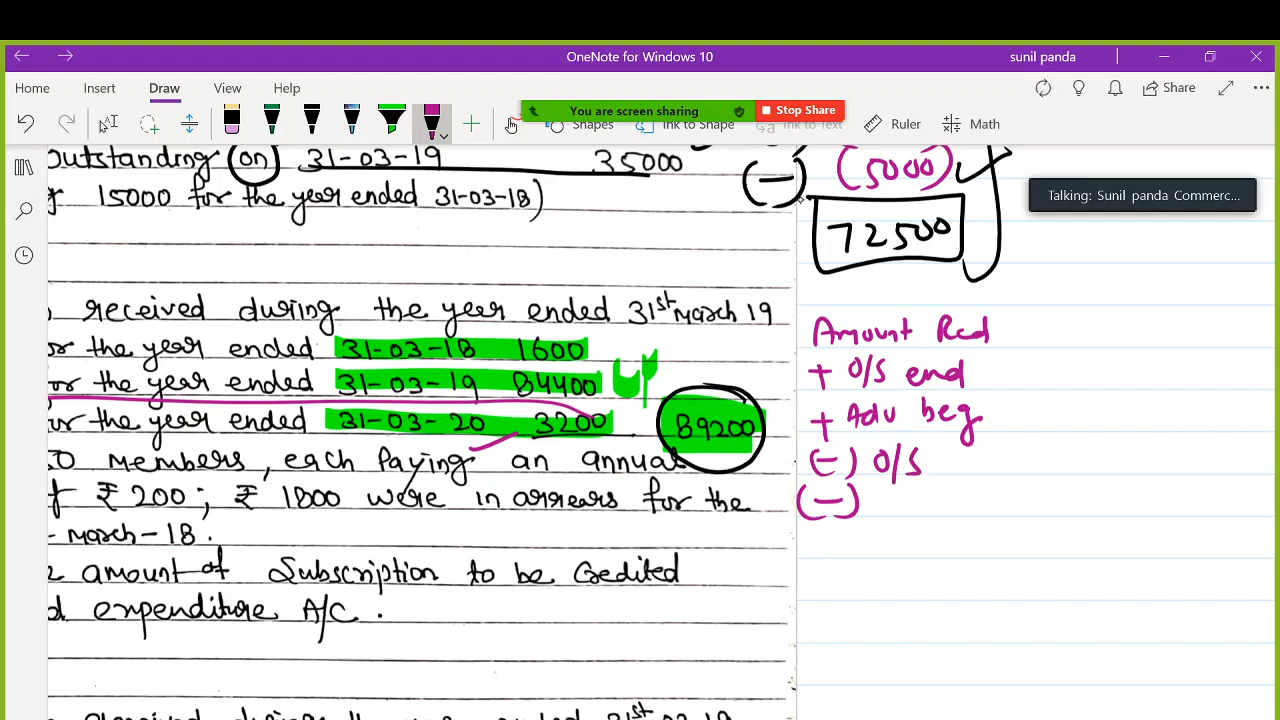 OneNote for Windows 10
sunil panda
Home Insert Draw View Help
You are screen sharing
Stop Share
Share
Shapes
Ink to Shape
Ink to Text
Ruler
Math
Talking: Sunil panda Commerc...
outstanding on 31-03-19 35000
15000 for the year ended 31-03-18)
(-) (5000)
72500
received during the year ended 31st March 19
or the year ended 31-03-18 1600
or the year ended 31-03-19 84400
or the year ended 31-03-20 3200
89200
0 members, each Paying an annual
f ₹ 200; ₹ 1800 were in arrears for the
- March-18.
amount of Subscription to be Credited
d expenditure A/C.
Amount Recd
+ O/S end
+ Adv beg
(-) O/S
(-)